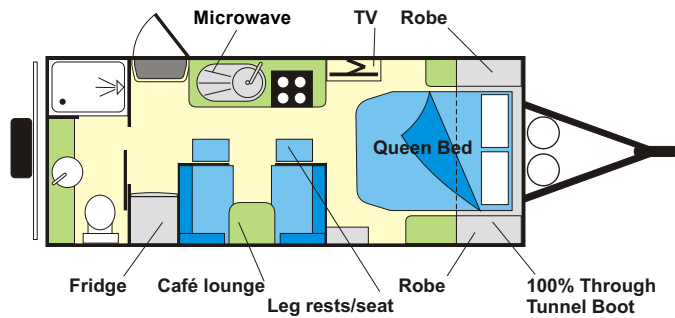 Microwave
TV
Robe
Queen Bed
Fridge
Café lounge
Leg rests/seat
Robe
100% Through
Tunnel Boot